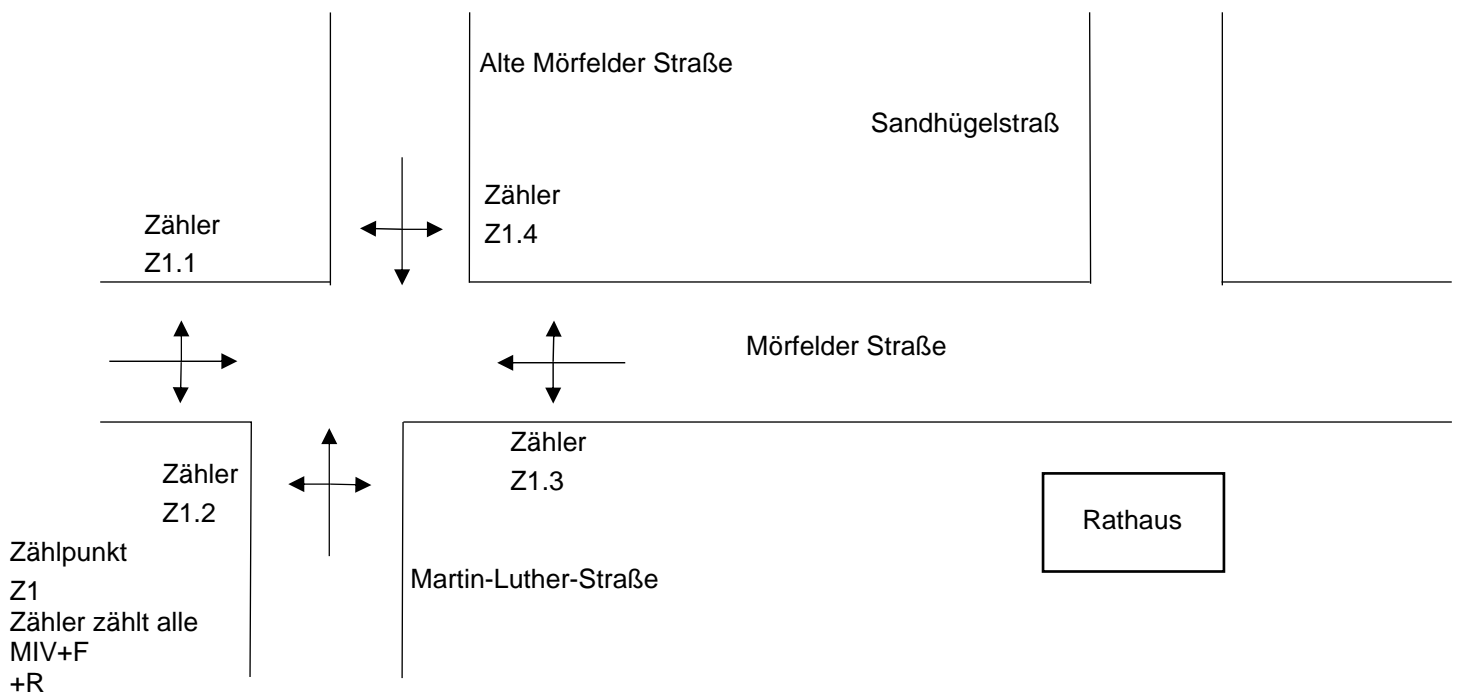 Alte Mörfelder Straße
Sandhügelstraß
Zähler
Z1.4
Zähler
Z1.1
Mörfelder Straße
Zähler
Z1.3
Zähler
Z1.2
Rathaus
Zählpunkt
Z1
Zähler zählt alle
MIV+F
+R
Martin-Luther-Straße